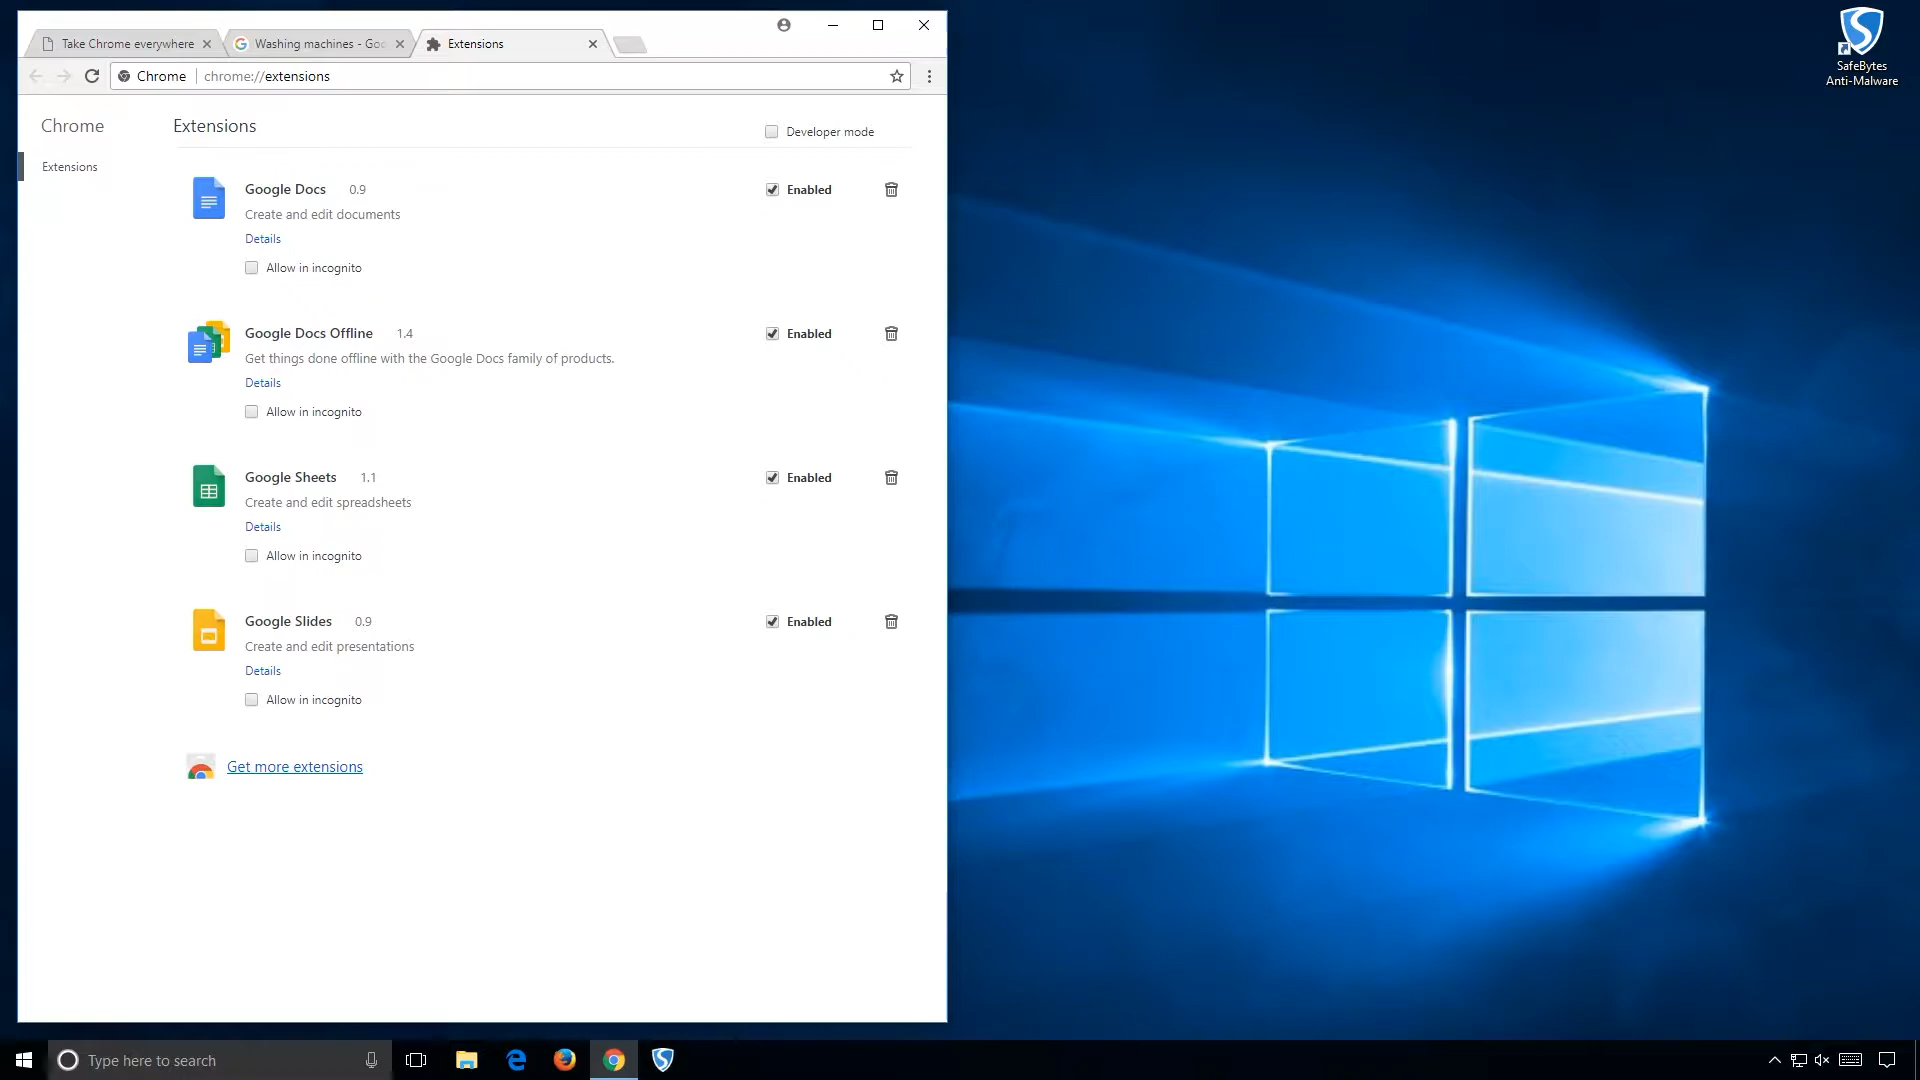 Take Chrome everywhere
Washing machines - Goo
Extensions
Chrome
chrome://extensions
Chrome
Extensions
Developer mode
Extensions
Google Docs 0.9
Enabled
Create and edit documents
Details
Allow in incognito
Google Docs Offline 1.4
Enabled
Get things done offline with the Google Docs family of products.
Details
Allow in incognito
Google Sheets 1.1
Enabled
Create and edit spreadsheets
Details
Allow in incognito
Google Slides 0.9
Enabled
Create and edit presentations
Details
Allow in incognito
Get more extensions
SafeBytes
Anti-Malware
Type here to search